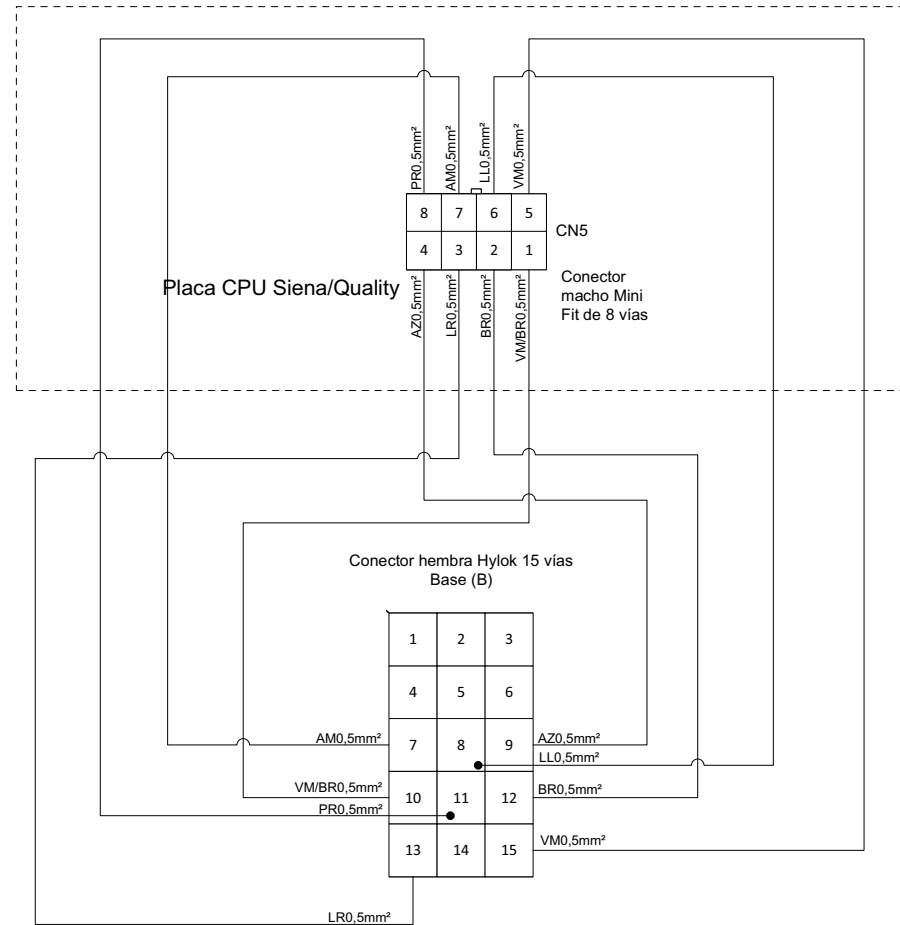 PR0,5mm²
AM0,5mm²
LL0,5mm²
VM0,5mm²
8 7 6 5
4 3 2 1
CN5
Placa CPU Siena/Quality
Conector
macho Mini
Fit de 8 vías
AZ0,5mm²
LR0,5mm²
BR0,5mm²
VM/BR0,5mm²
Conector hembra Hylok 15 vías
Base (B)
1 2 3
4 5 6
AM0,5mm² 7 8 9 AZ0,5mm²
LL0,5mm²
VM/BR0,5mm² 10 11 12 BR0,5mm²
PR0,5mm²
13 14 15 VM0,5mm²
LR0,5mm²